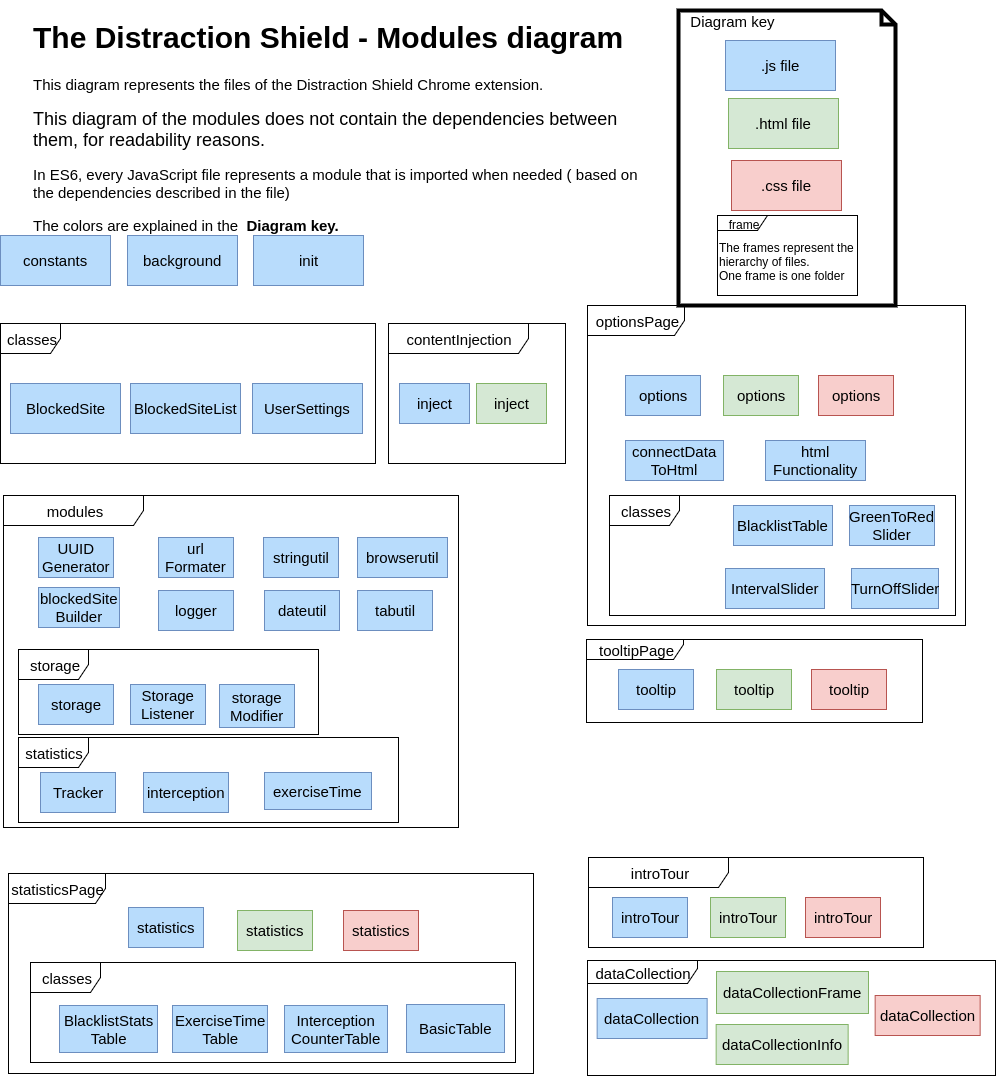 The Distraction Shield - Modules diagram
This diagram represents the files of the Distraction Shield Chrome extension.
This diagram of the modules does not contain the dependencies between
them, for readability reasons.
In ES6, every JavaScript file represents a module that is imported when needed ( based on
the dependencies described in the file)
The colors are explained in the  Diagram key.
Diagram key
.js file
.html file
.css file
frame
The frames represent the
hierarchy of files.
One frame is one folder
constants
background
init
classes
BlockedSite
BlockedSiteList
UserSettings
contentInjection
inject
inject
optionsPage
options
options
options
connectData
ToHtml
html
Functionality
classes
BlacklistTable
GreenToRed
Slider
IntervalSlider
TurnOffSlider
modules
UUID
Generator
url
Formater
stringutil
browserutil
blockedSite
Builder
logger
dateutil
tabutil
storage
storage
Storage
Listener
storage
Modifier
statistics
Tracker
interception
exerciseTime
tooltipPage
tooltip
tooltip
tooltip
statisticsPage
statistics
statistics
statistics
classes
BlacklistStats
Table
ExerciseTime
Table
Interception
CounterTable
BasicTable
introTour
introTour
introTour
introTour
dataCollection
dataCollection
dataCollectionFrame
dataCollectionInfo
dataCollection